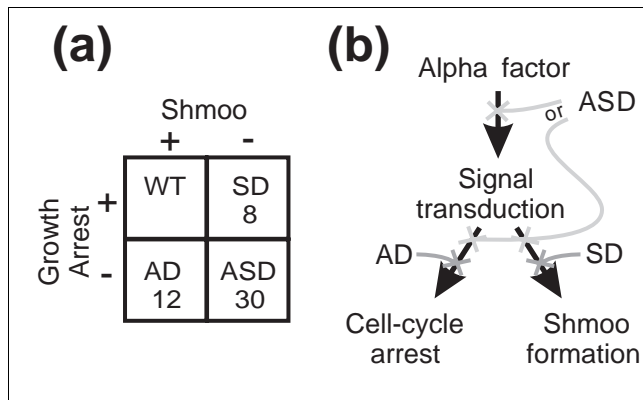 (a)
Shmoo
+ -
Growth
Arrest
+
-
WT
SD
8
AD
12
ASD
30
(b)
Alpha factor
or ASD
Signal
transduction
AD
SD
Cell-cycle
arrest
Shmoo
formation